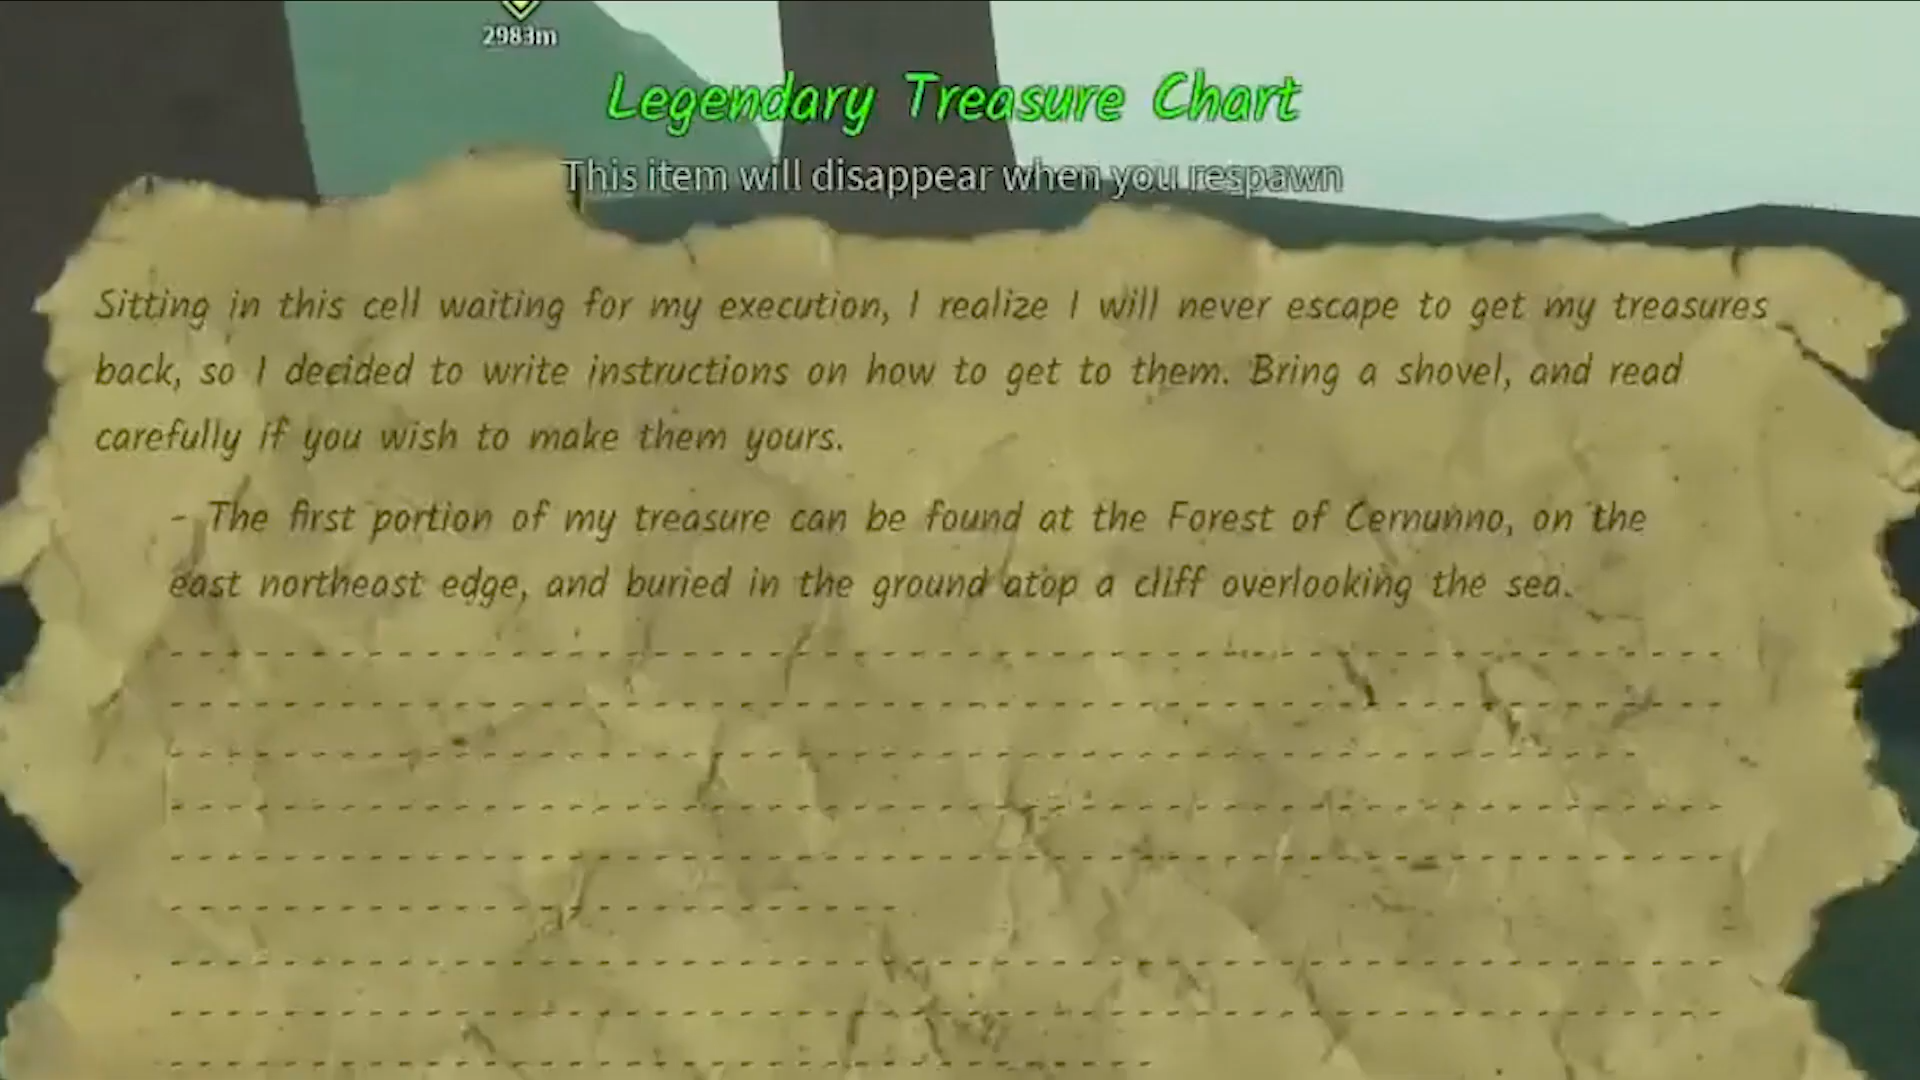 2983m
Legendary Treasure Chart
This item will disappear when you respawn
Sitting in this cell waiting for my execution, I realize I will never escape to get my treasures
back, so I decided to write instructions on how to get to them. Bring a shovel, and read
carefully if you wish to make them yours.
- The first portion of my treasure can be found at the Forest of Cernunno, on the
east northeast edge, and buried in the ground atop a cliff overlooking the sea.